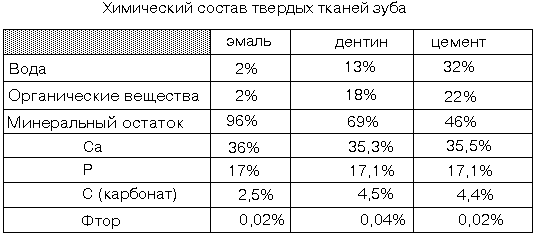 Химический состав твердых тканей зуба
эмаль дентин цемент
Вода 2% 13% 32%
Органические вещества 2% 18% 22%
Минеральный остаток 96% 69% 46%
Ca 36% 35,3% 35,5%
P 17% 17,1% 17,1%
C (карбонат) 2,5% 4,5% 4,4%
Фтор 0,02% 0,04% 0,02%